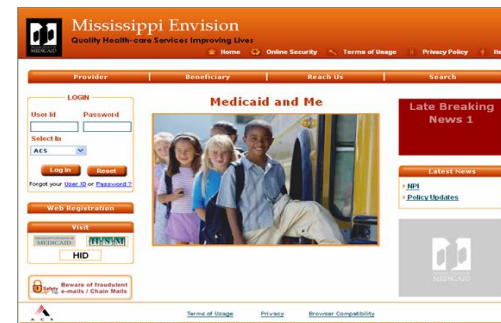 Mississippi Envision
Quality Health-care Services Improving Lives
MEDICAID
Home Online Security Terms of Usage Privacy Policy
Provider Beneficiary Reach Us Search
LOGIN
User Id Password
Select In
ACS
Log In Reset
Forgot your User ID or Password ?
Web Registration
Visit
MEDICAID
HID
Safety Beware of fraudulent
e-mails / Chain Mails
Medicaid and Me
Late Breaking
News 1
Latest News
NPI
Policy Updates
MEDICAID
A C S
Terms of Usage Privacy Browser Compatibility